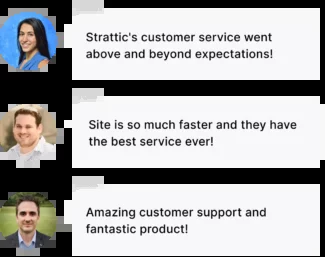 Strattic's customer service went
above and beyond expectations!
Site is so much faster and they have
the best service ever!
Amazing customer support and
fantastic product!